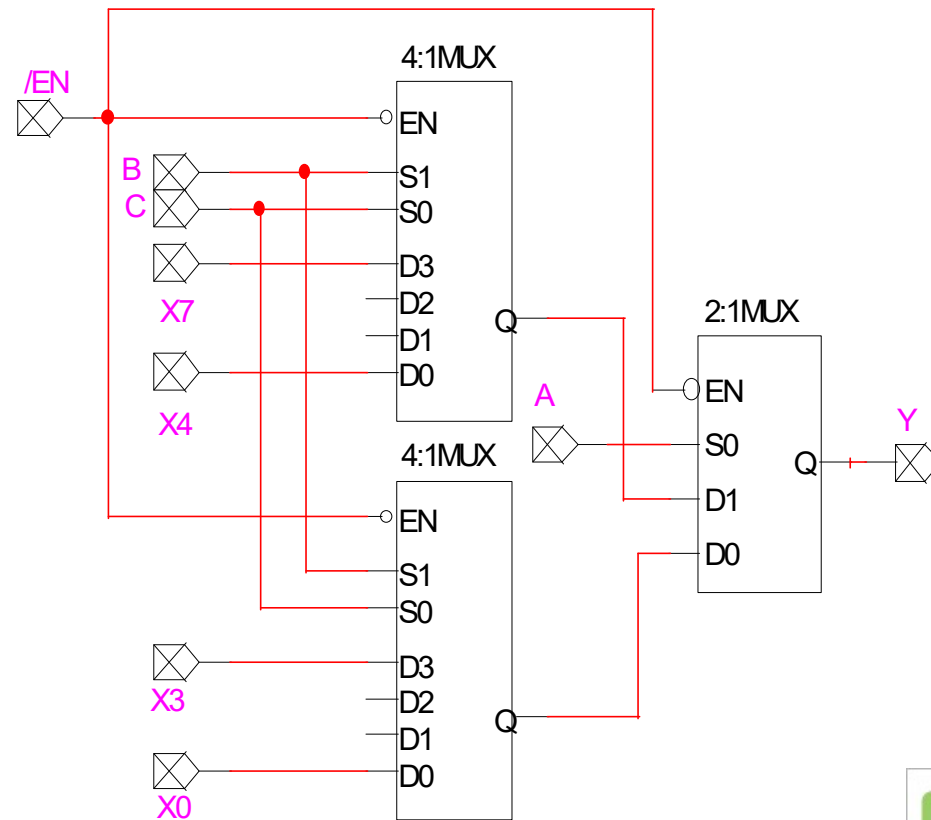 4:1MUX
/EN
EN
B
S1
C
S0
D3
X7
D2
D1
Q
D0
X4
2:1MUX
EN
A
S0
Y
Q
D1
D0
4:1MUX
EN
S1
S0
D3
X3
D2
Q
D1
D0
X0